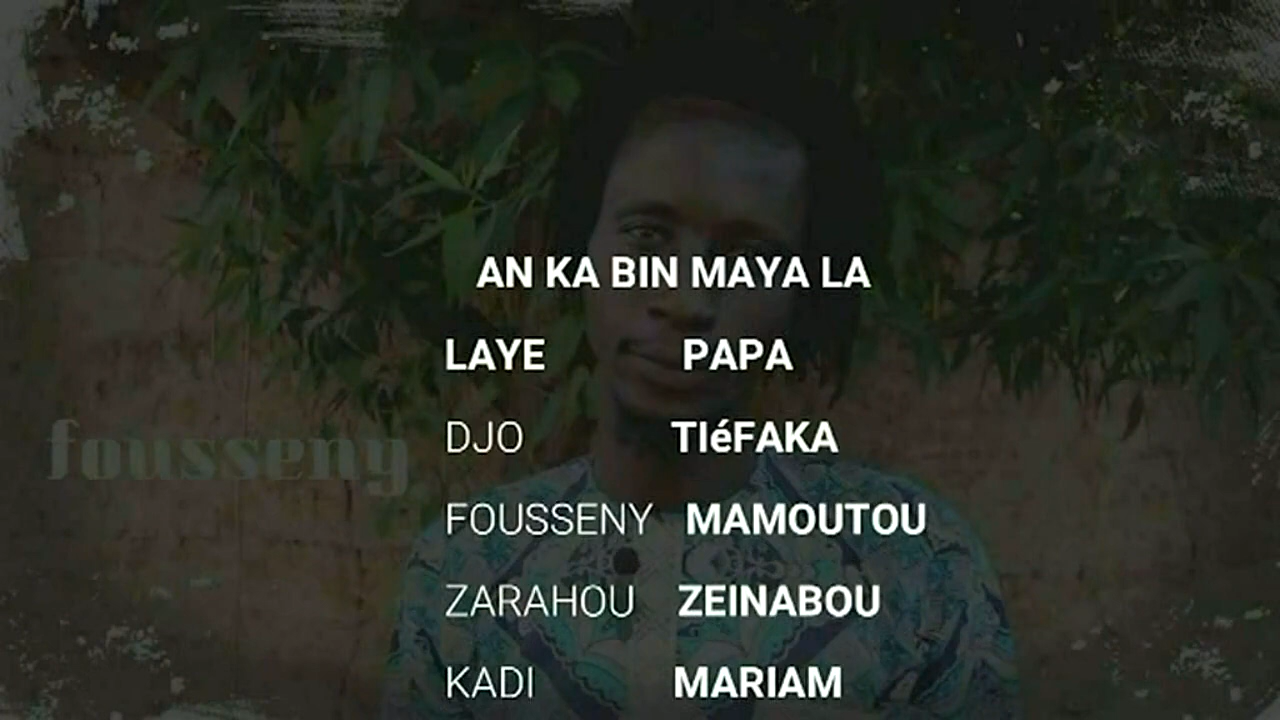 AN KA BIN MAYA LA
LAYE PAPA
DJO TIéFAKA
fousseny
FOUSSENY MAMOUTOU
ZARAHOU ZEINABOU
KADI MARIAM